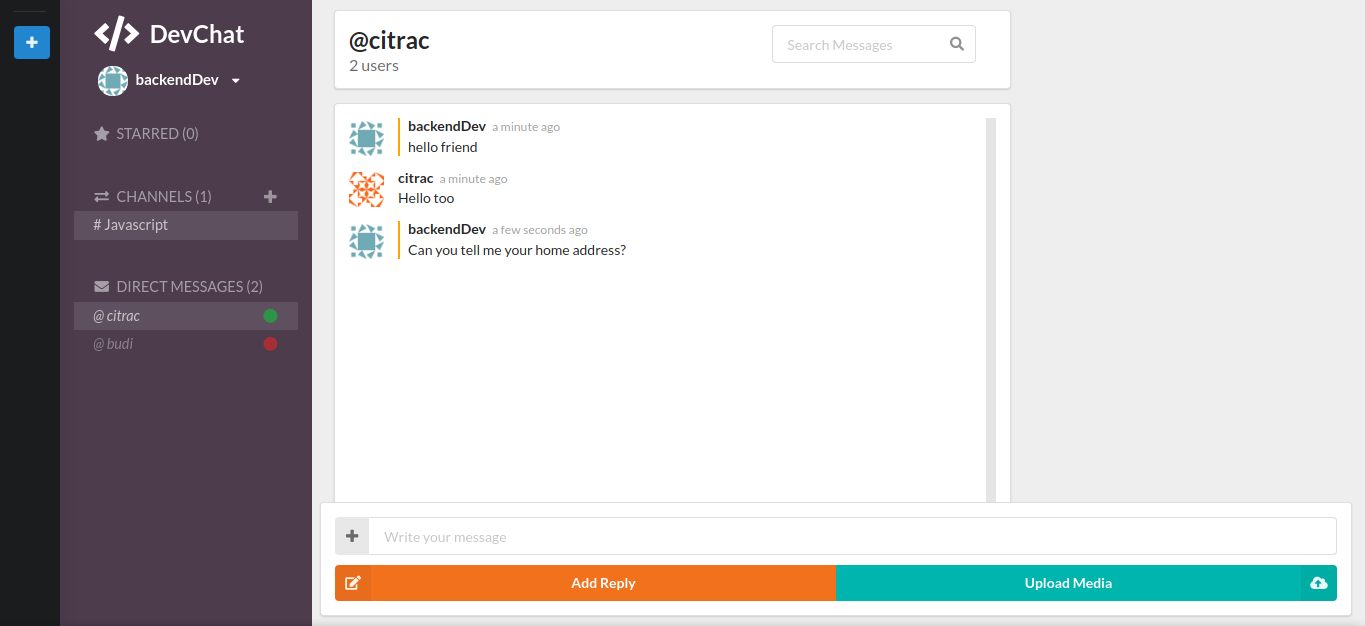 DevChat
backendDev
STARRED (0)
CHANNELS (1)
# Javascript
DIRECT MESSAGES (2)
@ citrac
@ budi
@citrac
2 users
Search Messages
backendDev a minute ago
hello friend
citrac a minute ago
Hello too
backendDev a few seconds ago
Can you tell me your home address?
Write your message
Add Reply
Upload Media